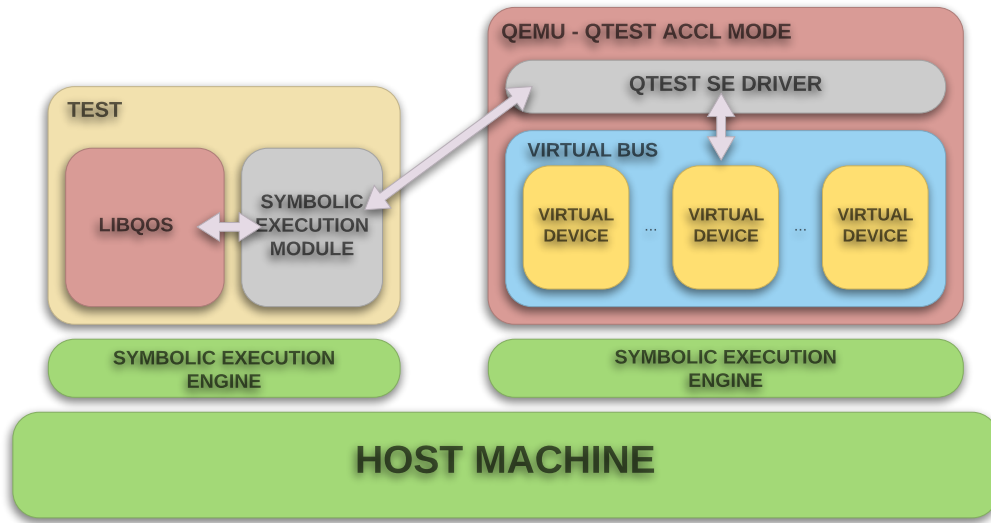 QEMU - QTEST ACCL MODE
QTEST SE DRIVER
TEST
VIRTUAL BUS
LIBQOS
SYMBOLIC
EXECUTION
MODULE
VIRTUAL
DEVICE
...
VIRTUAL
DEVICE
...
VIRTUAL
DEVICE
SYMBOLIC EXECUTION
ENGINE
SYMBOLIC EXECUTION
ENGINE
HOST MACHINE